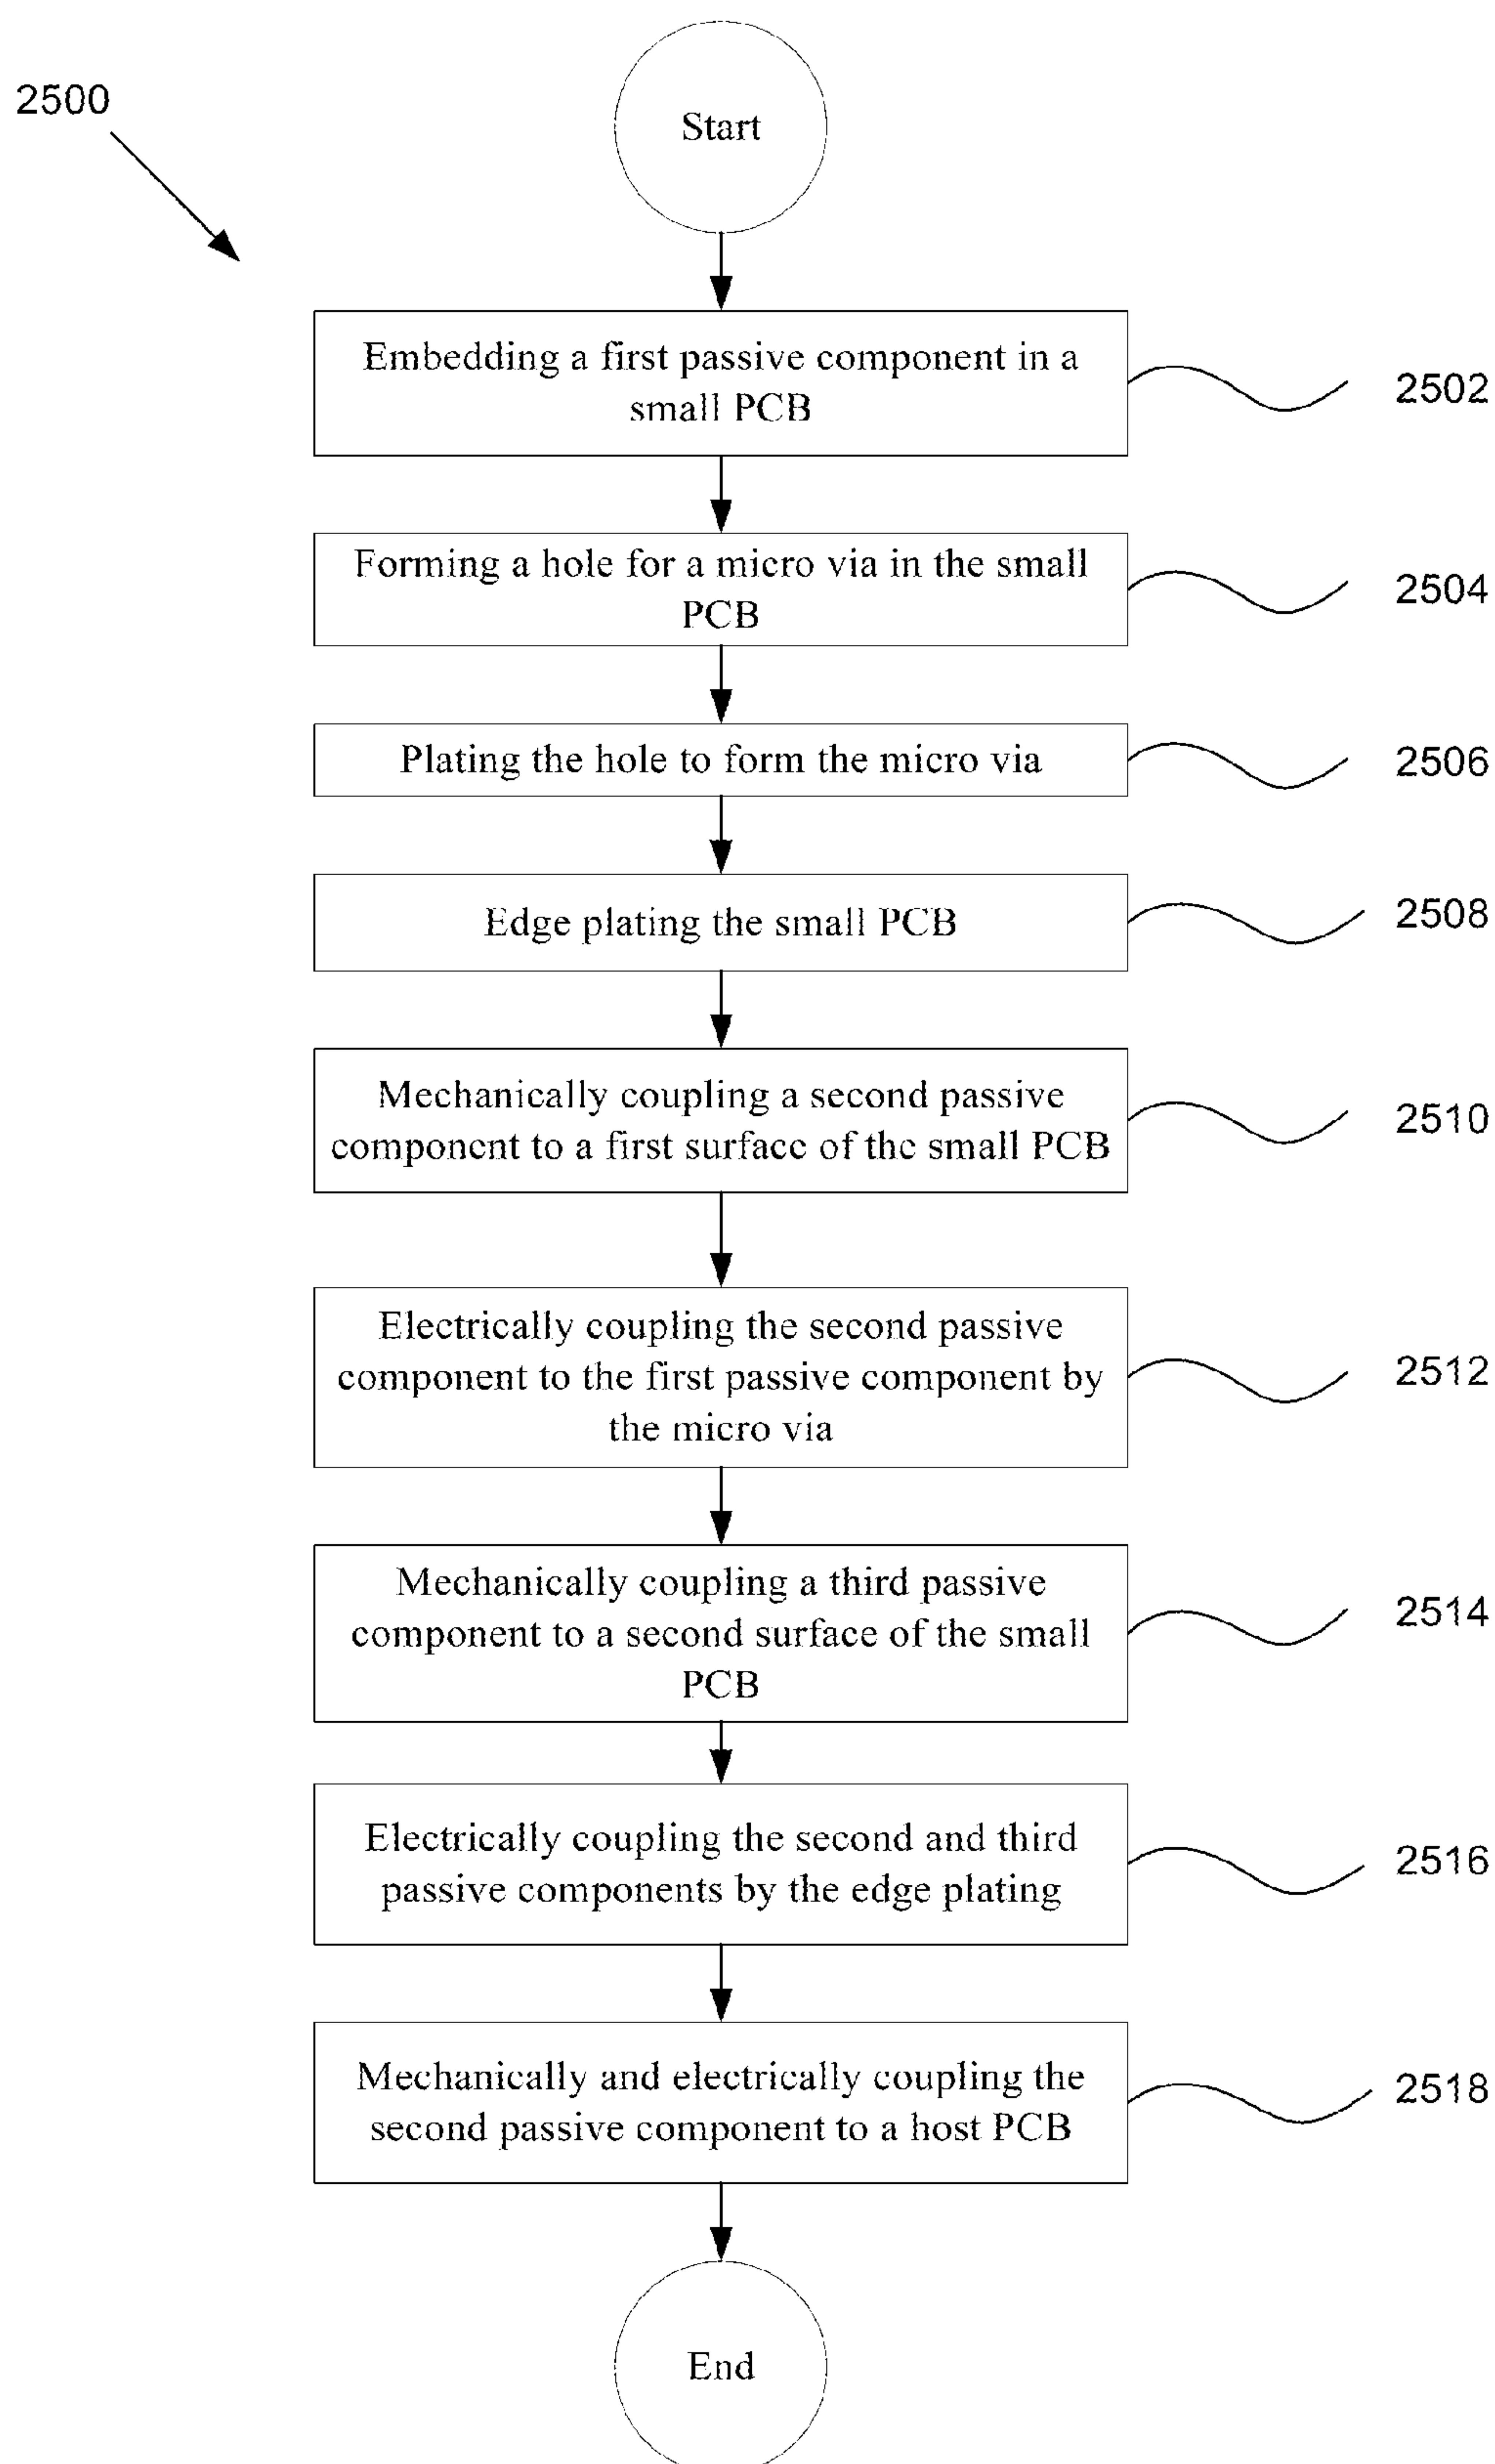 2500
Start
Embedding a first passive component in a
small PCB
2502
Forming a hole for a micro via in the small
PCB
2504
Plating the hole to form the micro via
2506
Edge plating the small PCB
2508
Mechanically coupling a second passive
component to a first surface of the small PCB
2510
Electrically coupling the second passive
component to the first passive component by
the micro via
2512
Mechanically coupling a third passive
component to a second surface of the small
PCB
2514
Electrically coupling the second and third
passive components by the edge plating
2516
Mechanically and electrically coupling the
second passive component to a host PCB
2518
End